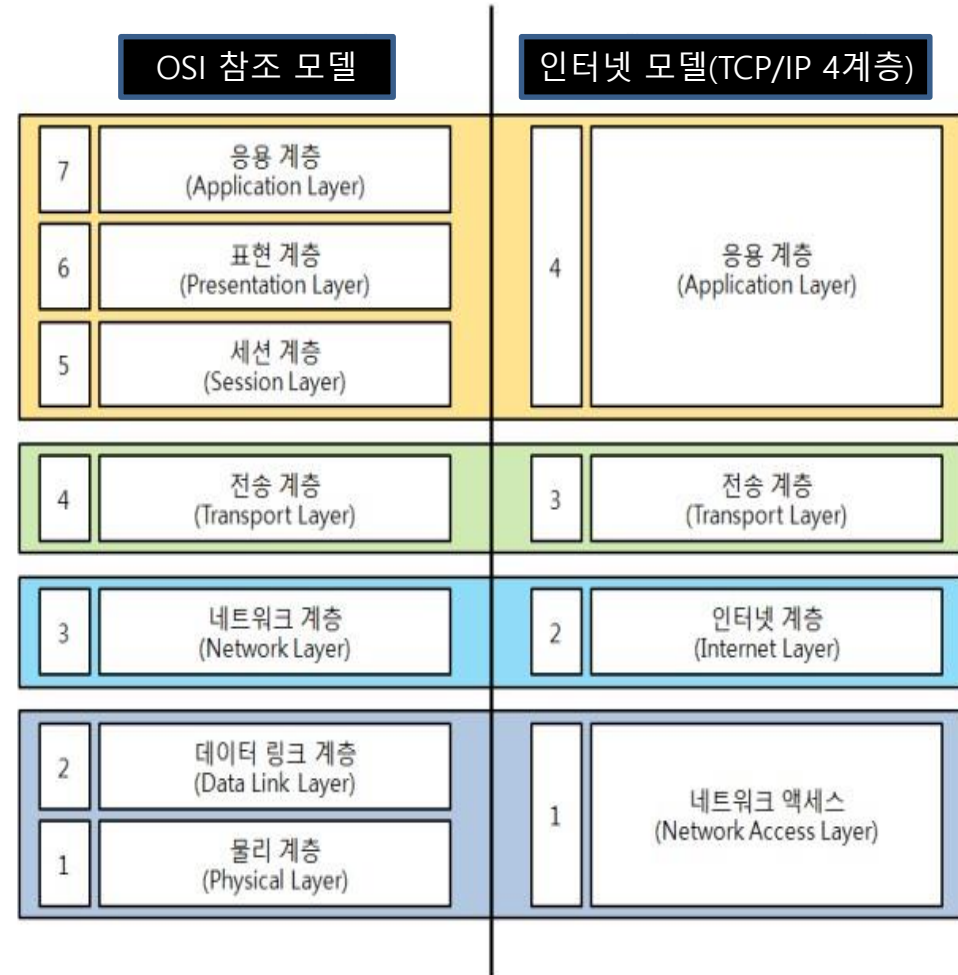 OSI 참조 모델
인터넷 모델(TCP/IP 4계층)
7
응용 계층
(Application Layer)
6
표현 계층
(Presentation Layer)
5
세션 계층
(Session Layer)
4
응용 계층
(Application Layer)
4
전송 계층
(Transport Layer)
3
전송 계층
(Transport Layer)
3
네트워크 계층
(Network Layer)
2
인터넷 계층
(Internet Layer)
2
데이터 링크 계층
(Data Link Layer)
1
물리 계층
(Physical Layer)
1
네트워크 액세스
(Network Access Layer)